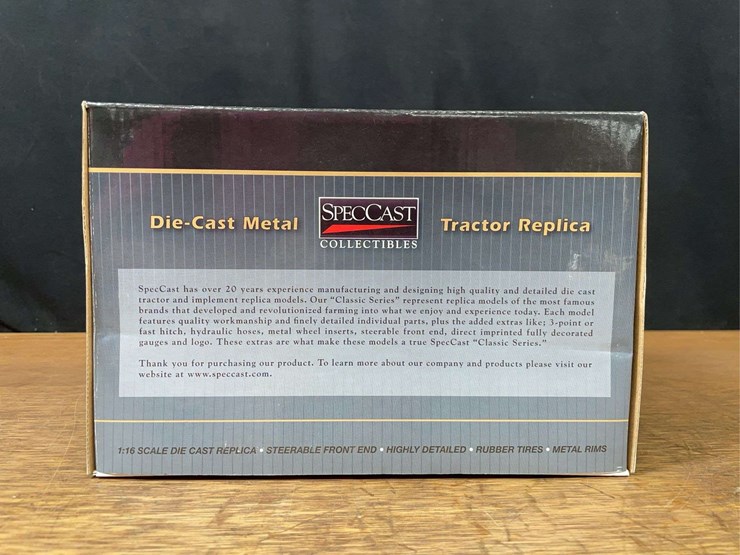 Die-Cast Metal
SPECCAST
COLLECTIBLES
Tractor Replica
SpecCast has over 20 years experience manufacturing and designing high quality and detailed die cast
tractor and implement replica models. Our "Classic Series" represent replica models of the most famous
brands that developed and revolutionized farming into what we enjoy and experience today. Each model
features quality workmanship and finely detailed individual parts, plus the added extras like; 3-point or
fast hitch, hydraulic hoses, metal wheel inserts, steerable front end, direct imprinted fully decorated
gauges and logo. These extras are what make these models a true SpecCast "Classic Series."
Thank you for purchasing our product. To learn more about our company and products please visit our
website at www.speccast.com.
1:16 SCALE DIE CAST REPLICA • STEERABLE FRONT END • HIGHLY DETAILED • RUBBER TIRES • METAL RIMS